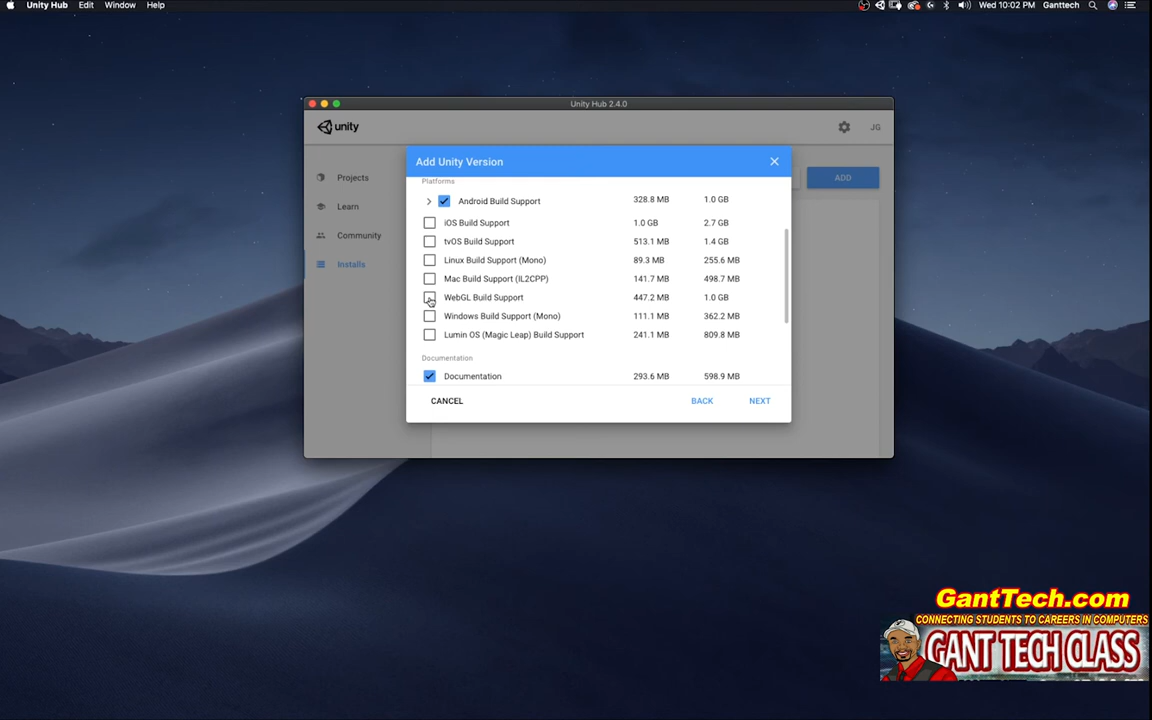 Unity Hub Edit Window Help
Wed 10:02 PM Ganttech
Unity Hub 2.4.0
unity
JG
Projects
Learn
Community
Installs
ADD
Add Unity Version
Platforms
Android Build Support 328.8 MB 1.0 GB
iOS Build Support 1.0 GB 2.7 GB
tvOS Build Support 513.1 MB 1.4 GB
Linux Build Support (Mono) 89.3 MB 255.6 MB
Mac Build Support (IL2CPP) 141.7 MB 498.7 MB
WebGL Build Support 447.2 MB 1.0 GB
Windows Build Support (Mono) 111.1 MB 362.2 MB
Lumin OS (Magic Leap) Build Support 241.1 MB 809.8 MB
Documentation
Documentation 293.6 MB 598.9 MB
CANCEL BACK NEXT
GantTech.com
CONNECTING STUDENTS TO CAREERS IN COMPUTERS
GANT TECH CLASS